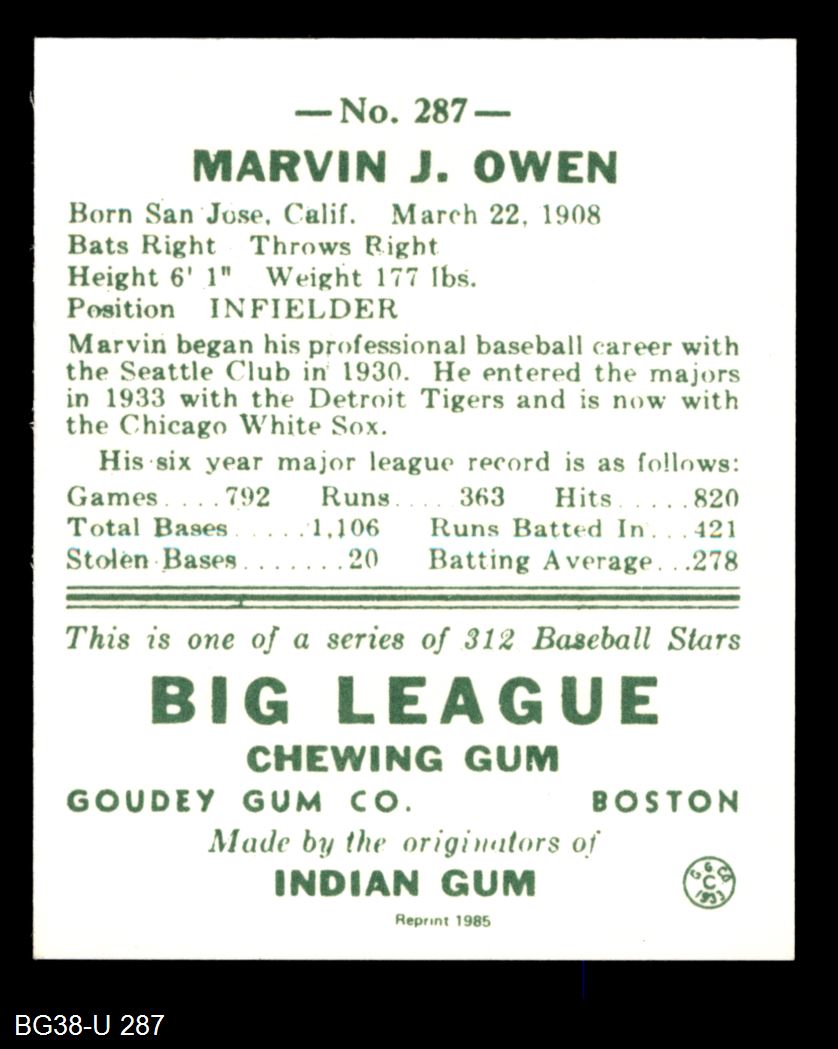 —No. 287—
MARVIN J. OWEN
Born San Jose, Calif. March 22, 1908
Bats Right Throws Right
Height 6' 1" Weight 177 lbs.
Position INFIELDER
Marvin began his professional baseball career with
the Seattle Club in 1930. He entered the majors
in 1933 with the Detroit Tigers and is now with
the Chicago White Sox.
His six year major league record is as follows:
Games.....792 Runs.....363 Hits......820
Total Bases......1,106 Runs Batted In...421
Stolen Bases.......20 Batting Average...278
This is one of a series of 312 Baseball Stars
BIG LEAGUE
CHEWING GUM
GOUDEY GUM CO. BOSTON
Made by the originators of
INDIAN GUM
G G Co
C
1933
Reprint 1985
BG38-U 287